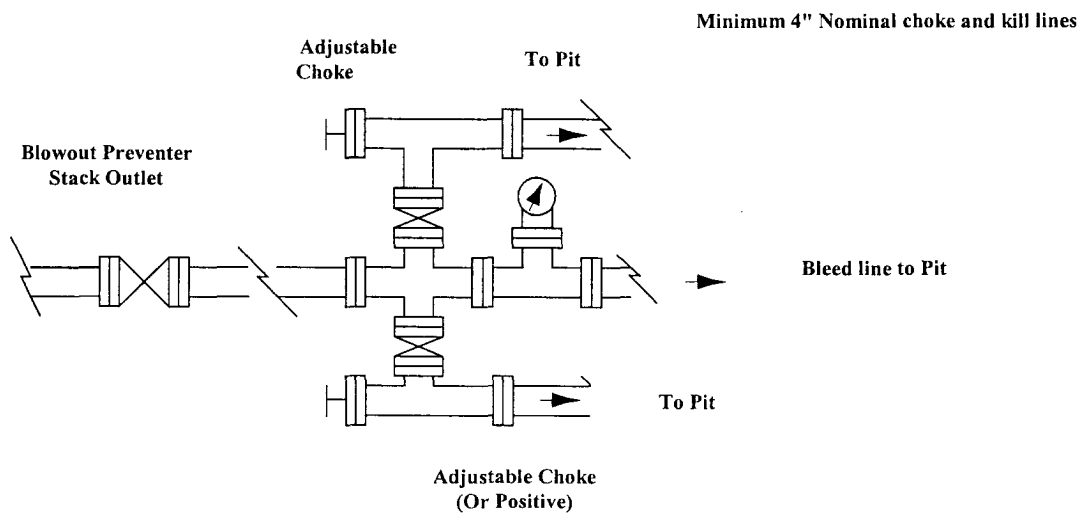 Minimum 4" Nominal choke and kill lines
Adjustable
Choke
To Pit
Blowout Preventer
Stack Outlet
Bleed line to Pit
To Pit
Adjustable Choke
(Or Positive)